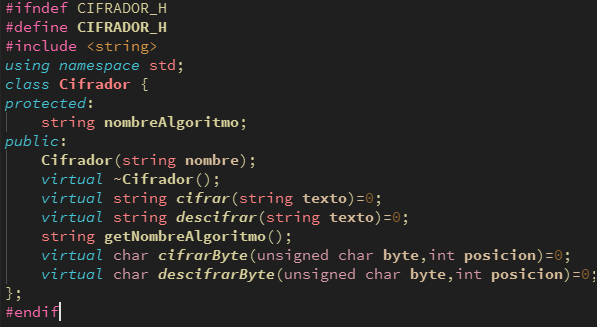 #ifndef CIFRADOR_H
#define CIFRADOR_H
#include <string>
using namespace std;
class Cifrador {
protected:
    string nombreAlgoritmo;
public:
    Cifrador(string nombre);
    virtual ~Cifrador();
    virtual string cifrar(string texto)=0;
    virtual string descifrar(string texto)=0;
    string getNombreAlgoritmo();
    virtual char cifrarByte(unsigned char byte,int posicion)=0;
    virtual char descifrarByte(unsigned char byte,int posicion)=0;
};
#endif